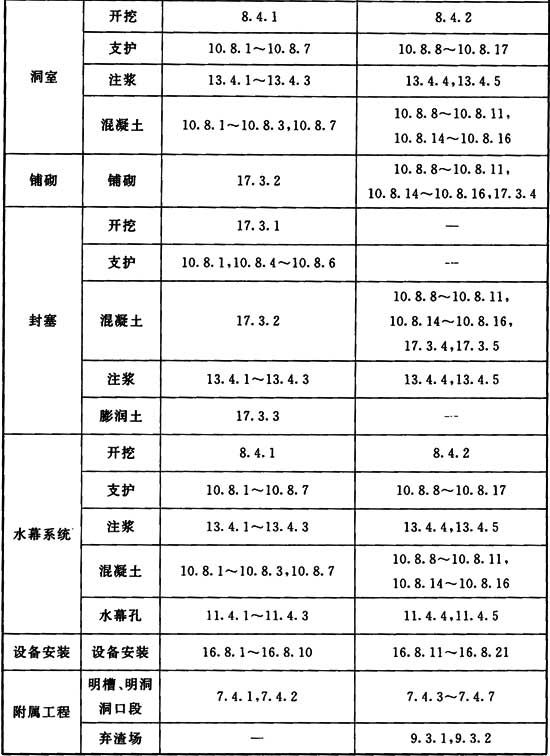 洞室
开挖
8.4.1
8.4.2
支护
10.8.1～10.8.7
10.8.8～10.8.17
注浆
13.4.1～13.4.3
13.4.4,13.4.5
混凝土
10.8.1～10.8.3,10.8.7
10.8.8～10.8.11,
10.8.14～10.8.16
铺砌
铺砌
17.3.2
10.8.8～10.8.11,
10.8.14～10.8.16,17.3.4
封塞
开挖
17.3.1
—
支护
10.8.1,10.8.4～10.8.6
—
混凝土
17.3.2
10.8.8～10.8.11,
10.8.14～10.8.16,
17.3.4,17.3.5
注浆
13.4.1～13.4.3
13.4.4,13.4.5
膨润土
17.3.3
—
水幕系统
开挖
8.4.1
8.4.2
支护
10.8.1～10.8.7
10.8.8～10.8.17
注浆
13.4.1～13.4.3
13.4.4,13.4.5
混凝土
10.8.1～10.8.3,10.8.7
10.8.8～10.8.11,
10.8.14～10.8.16
水幕孔
11.4.1～11.4.3
11.4.4,11.4.5
设备安装
设备安装
16.8.1～16.8.10
16.8.11～16.8.21
附属工程
明槽、明洞
洞口段
7.4.1,7.4.2
7.4.3～7.4.7
弃渣场
—
9.3.1,9.3.2